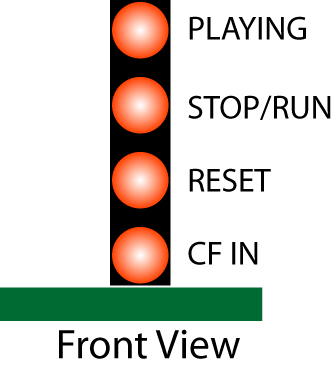 PLAYING
STOP/RUN
RESET
CF IN
Front View